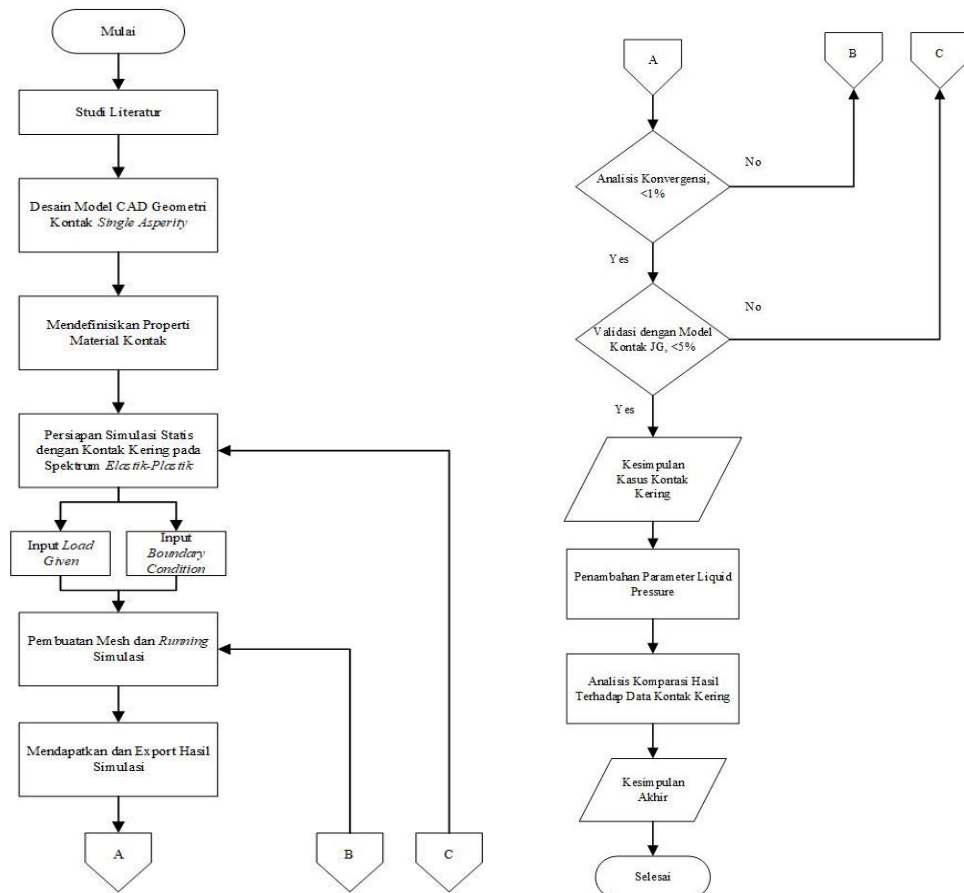 Mulai
Studi Literatur
Desain Model CAD Geometri
Kontak Single Asperity
Mendefinisikan Properti
Material Kontak
Persiapan Simulasi Statis
dengan Kontak Kering pada
Spektrum Elastik-Plastik
Input Load
Given
Input
Boundary
Condition
Pembuatan Mesh dan Running
Simulasi
Mendapatkan dan Export Hasil
Simulasi
A
B
C
A
B
C
Analisis Konvergensi,
<1%
No
Yes
Validasi dengan Model
Kontak JG, <5%
No
Yes
Kesimpulan
Kasus Kontak
Kering
Penambahan Parameter Liquid
Pressure
Analisis Komparasi Hasil
Terhadap Data Kontak Kering
Kesimpulan
Akhir
Selesai